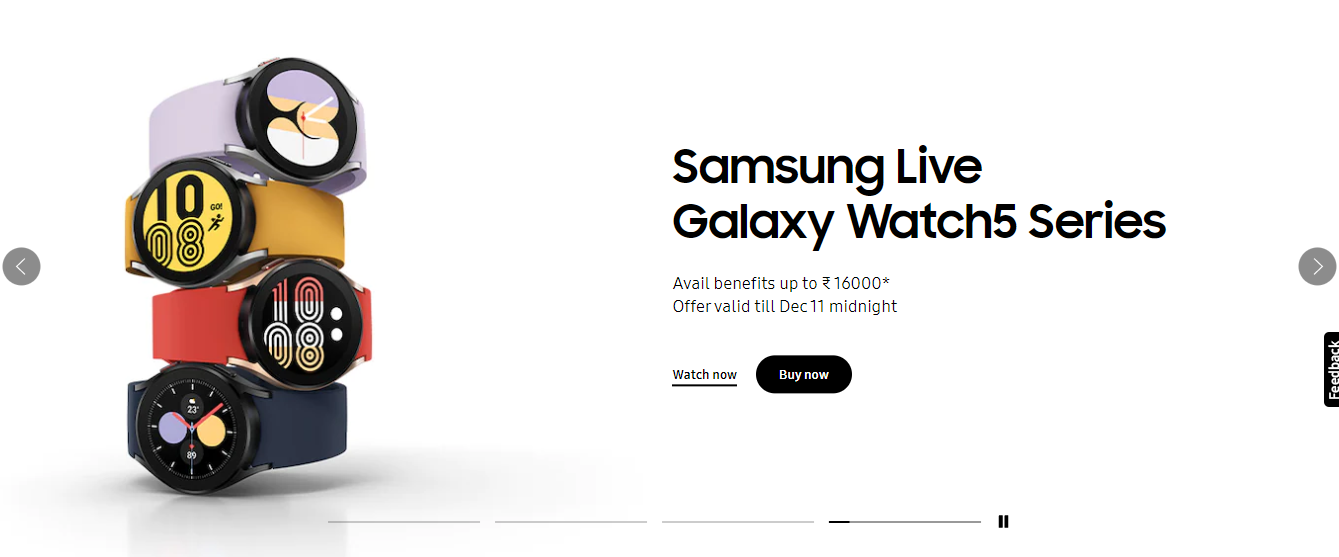 Samsung Live
Galaxy Watch5 Series
Avail benefits up to ₹ 16000*
Offer valid till Dec 11 midnight
Watch now
Buy now
Feedback
10
GO!
08
10
08
23°
89